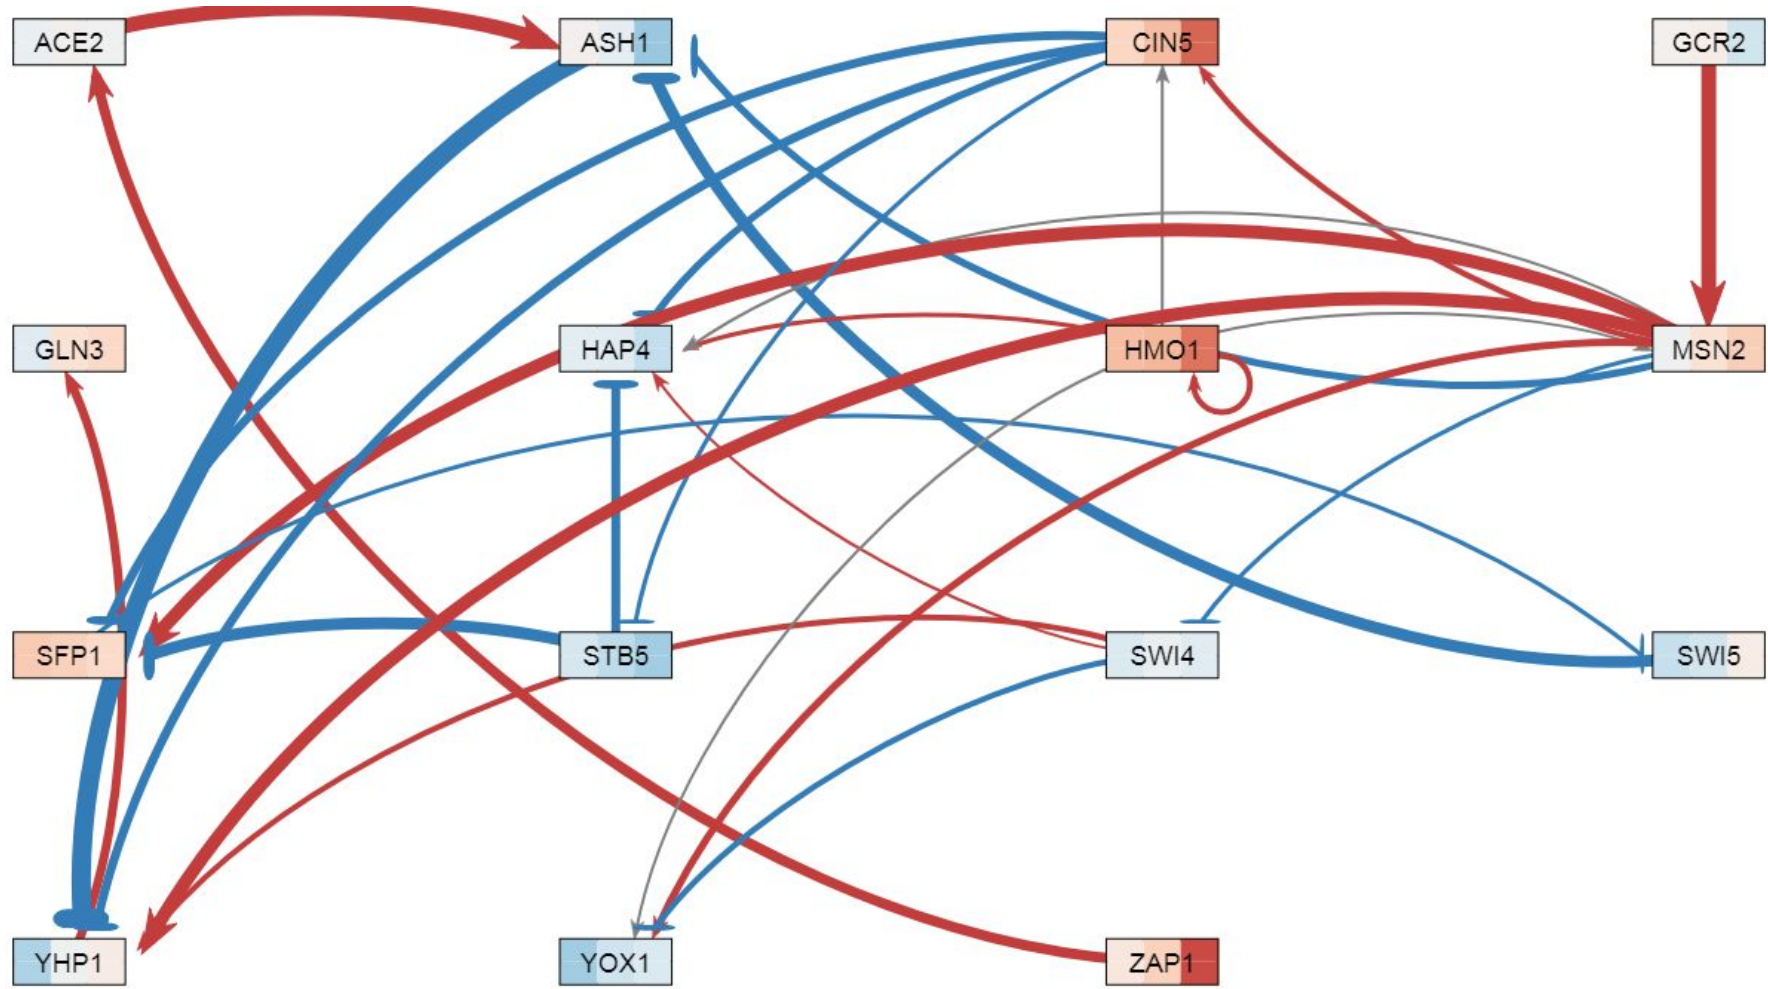 ACE2
ASH1
CIN5
GCR2
GLN3
HAP4
HMO1
MSN2
SFP1
STB5
SWI4
SWI5
YHP1
YOX1
ZAP1